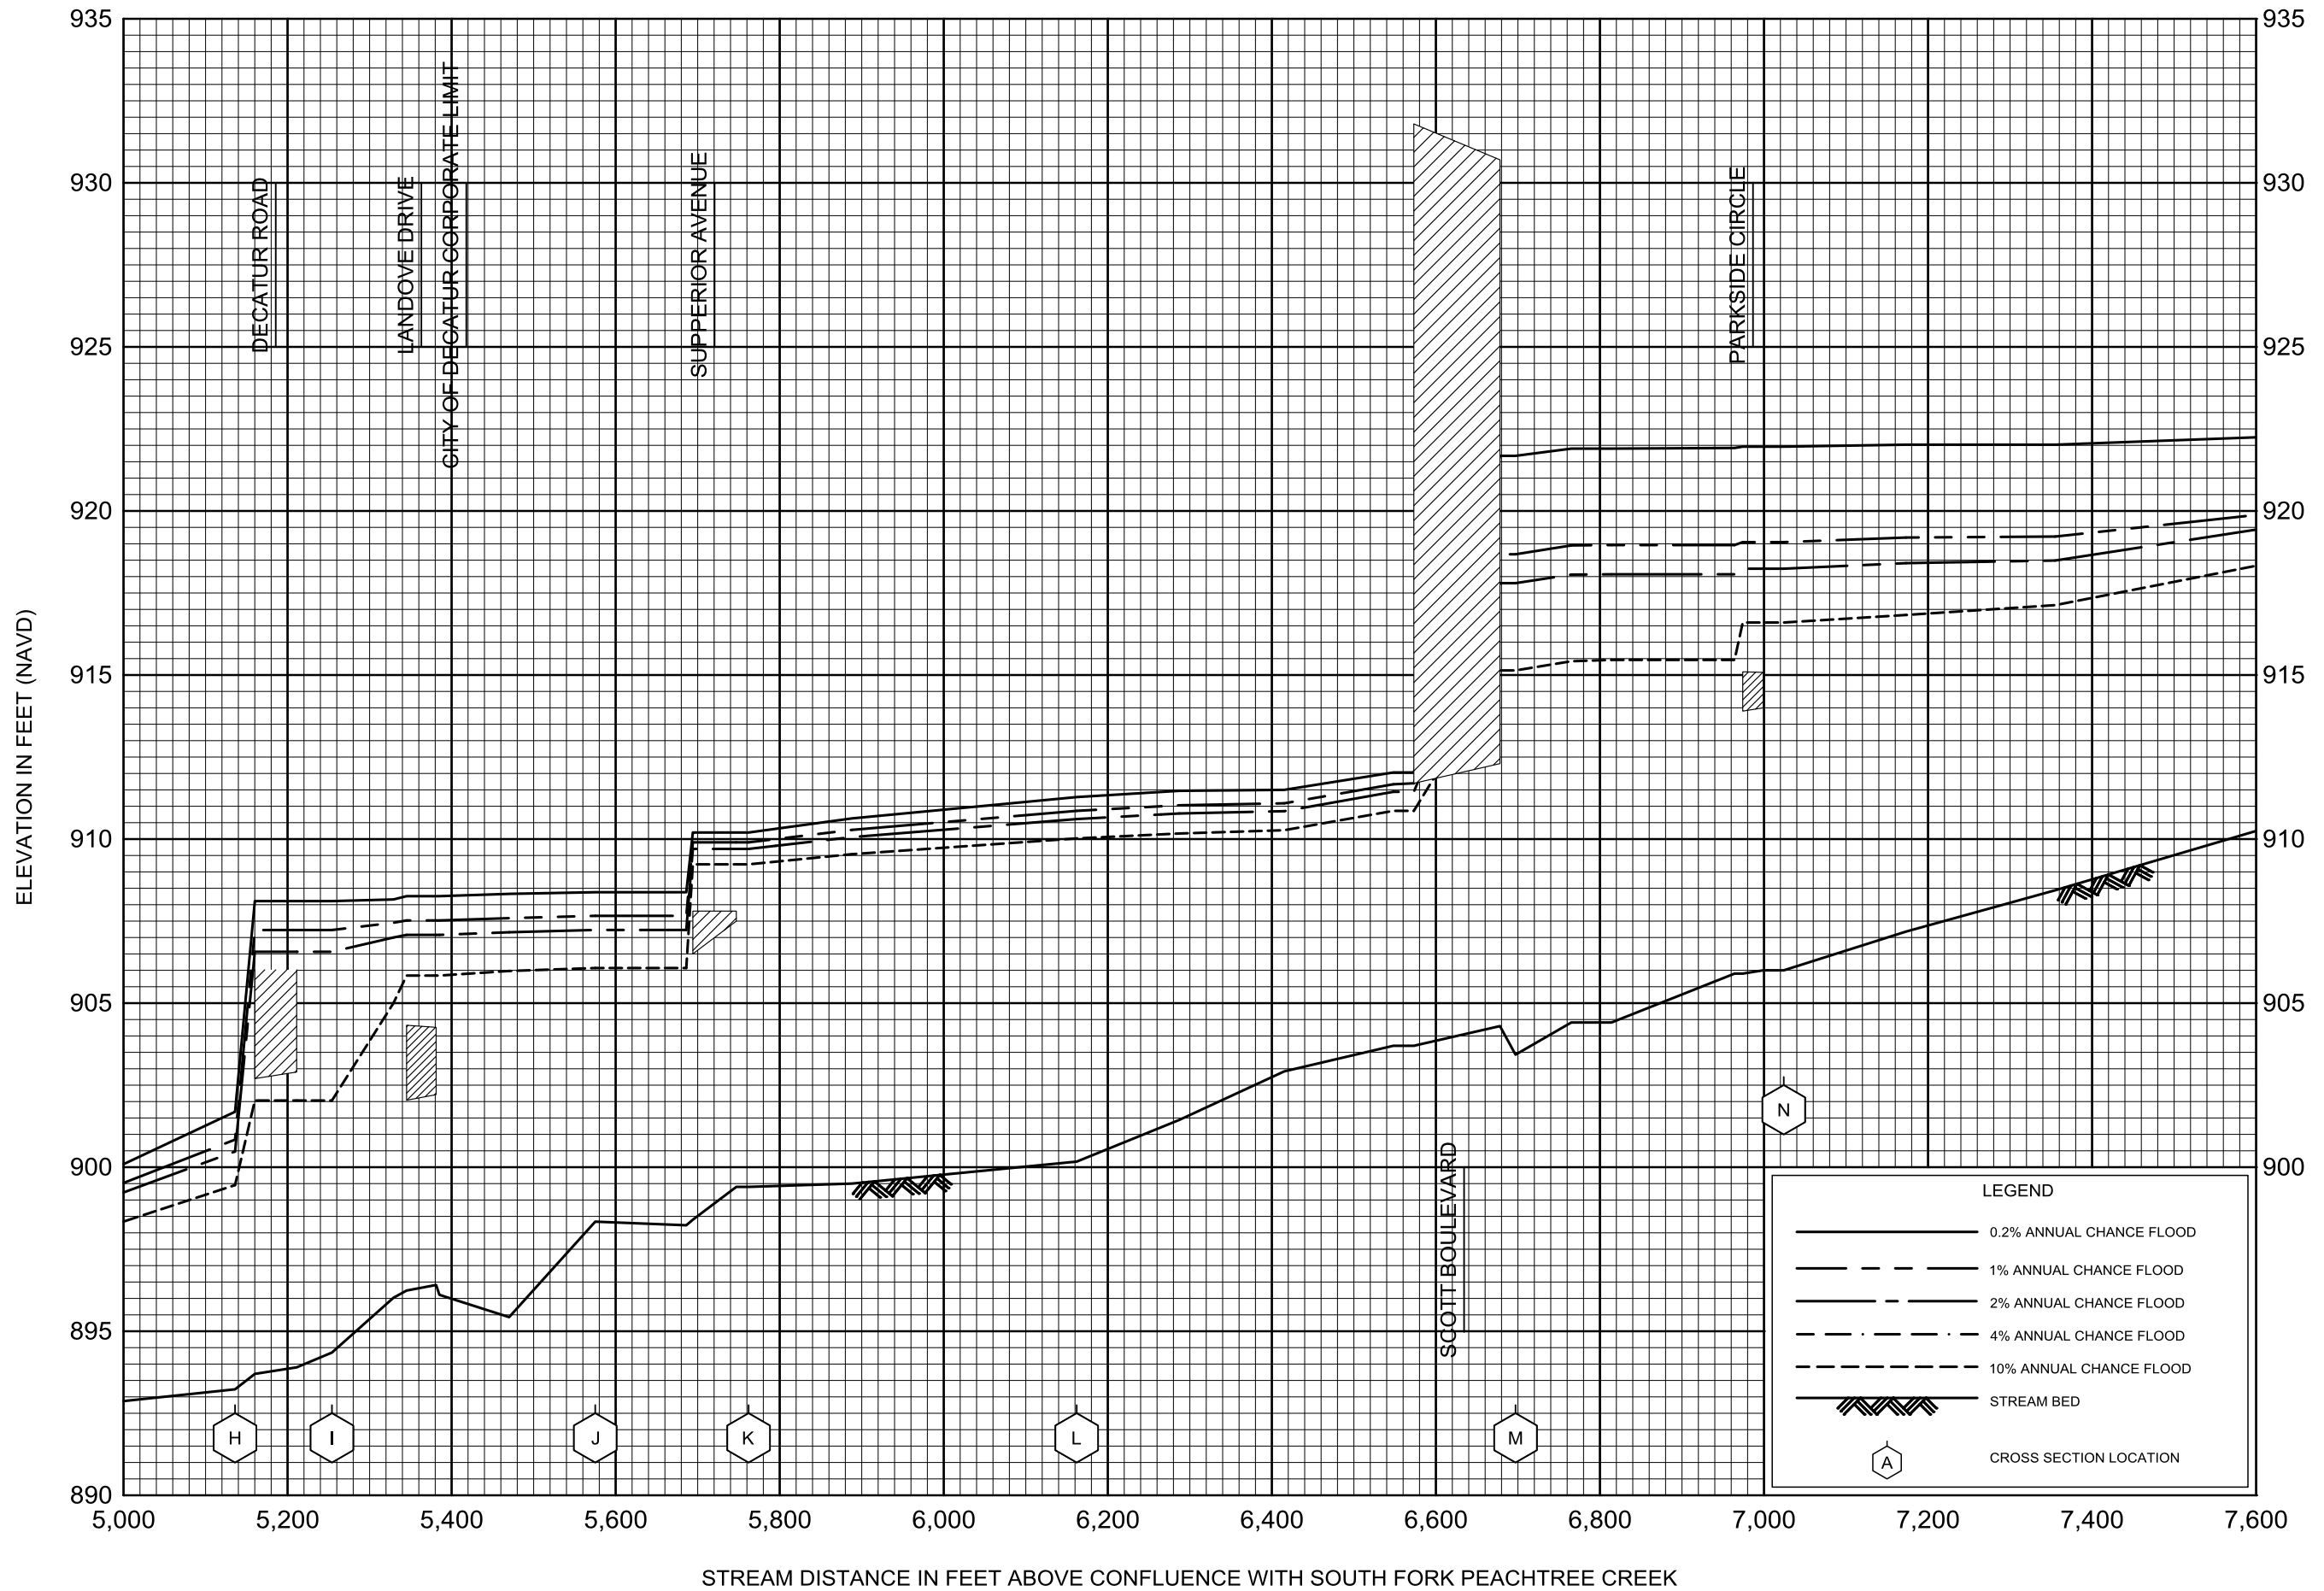 935
935
930
930
925
925
920
920
915
915
910
910
905
905
900
900
895
890
ELEVATION IN FEET (NAVD)
DECATUR ROAD
LANDOVE DRIVE
CITY OF DECATUR CORPORATE LIMIT
SUPPERIOR AVENUE
PARKSIDE CIRCLE
SCOTT BOULEVARD
H
I
J
K
L
M
N
LEGEND
0.2% ANNUAL CHANCE FLOOD
1% ANNUAL CHANCE FLOOD
2% ANNUAL CHANCE FLOOD
4% ANNUAL CHANCE FLOOD
10% ANNUAL CHANCE FLOOD
STREAM BED
A
CROSS SECTION LOCATION
5,000
5,200
5,400
5,600
5,800
6,000
6,200
6,400
6,600
6,800
7,000
7,200
7,400
7,600
STREAM DISTANCE IN FEET ABOVE CONFLUENCE WITH SOUTH FORK PEACHTREE CREEK